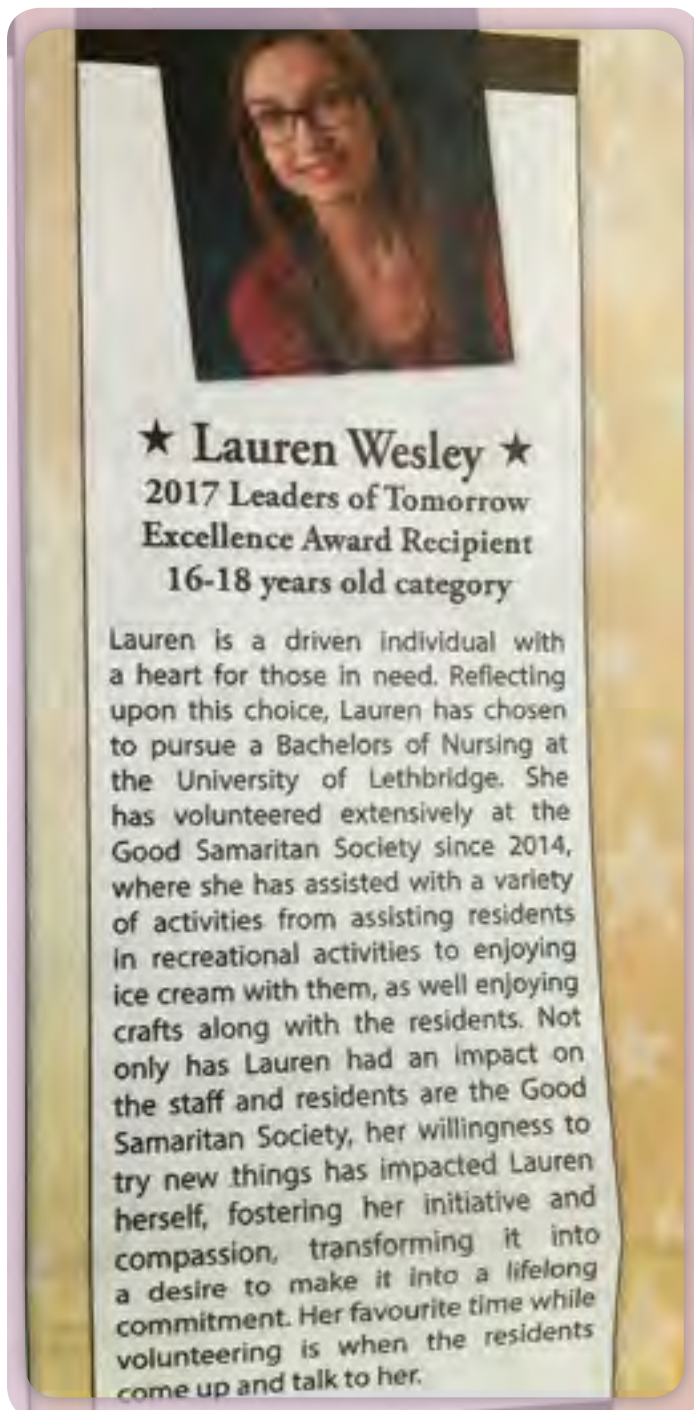 ★ Lauren Wesley ★
2017 Leaders of Tomorrow
Excellence Award Recipient
16-18 years old category
Lauren is a driven individual with
a heart for those in need. Reflecting
upon this choice, Lauren has chosen
to pursue a Bachelors of Nursing at
the University of Lethbridge. She
has volunteered extensively at the
Good Samaritan Society since 2014,
where she has assisted with a variety
of activities from assisting residents
in recreational activities to enjoying
ice cream with them, as well enjoying
crafts along with the residents. Not
only has Lauren had an impact on
the staff and residents are the Good
Samaritan Society, her willingness to
try new things has impacted Lauren
herself, fostering her initiative and
compassion, transforming it into
a desire to make it into a lifelong
commitment. Her favourite time while
volunteering is when the residents
come up and talk to her.